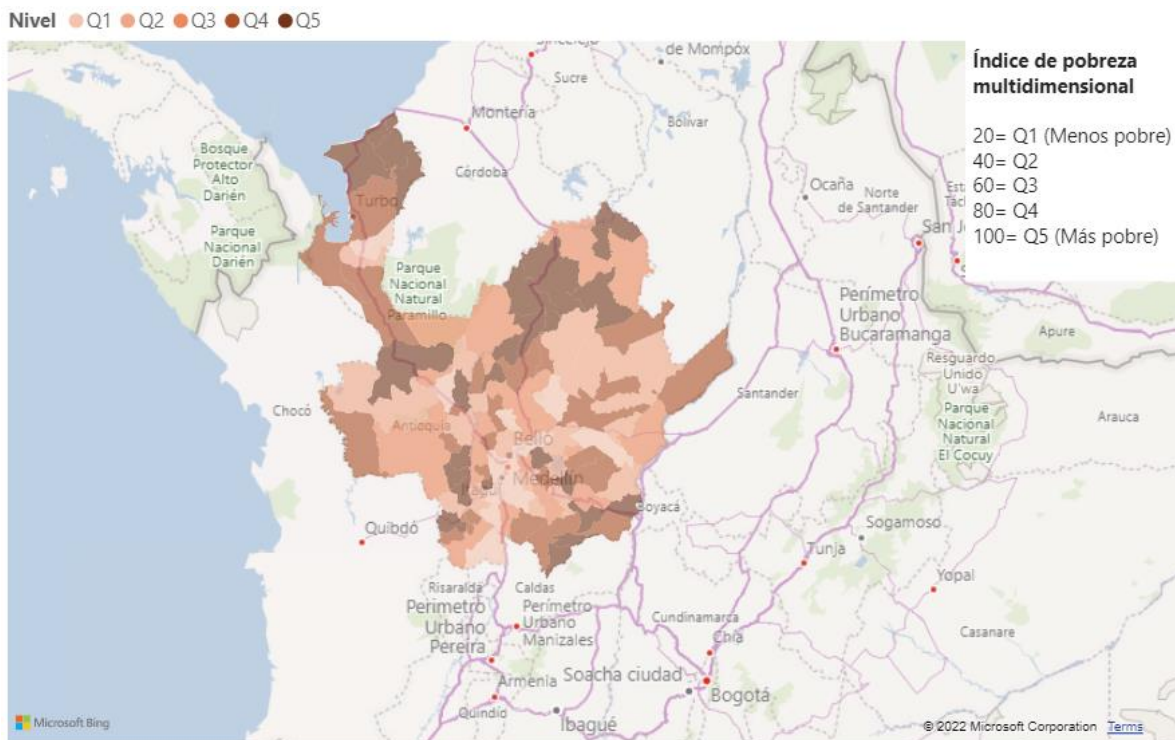 Nivel Q1 Q2 Q3 Q4 Q5
Índice de pobreza
multidimensional
20= Q1 (Menos pobre)
40= Q2
60= Q3
80= Q4
100= Q5 (Más pobre)
de Mompóx
Sucre
Montería
Bolívar
Córdoba
Bosque
Protector
Alto
Darién
Parque
Nacional
Darién
Turbo
Parque
Nacional
Natural
Paramillo
Ocaña
Norte
de Santander
Perímetro
Urbano
Bucaramanga
Apure
Resguardo
Unido
U'wa
Parque
Nacional
Natural
El Cocuy
Arauca
Santander
Chocó
Antioquia
Bello
Medellín
Itagüí
Boyacá
Quibdó
Sogamoso
Tunja
Yopal
Risaralda
Caldas
Perímetro
Urbano
Pereira
Perímetro
Urbano
Manizales
Cundinamarca
Chía
Casanare
Armenia
Soacha ciudad
Bogotá
Quindío
Ibagué
Microsoft Bing
© 2022 Microsoft Corporation Terms